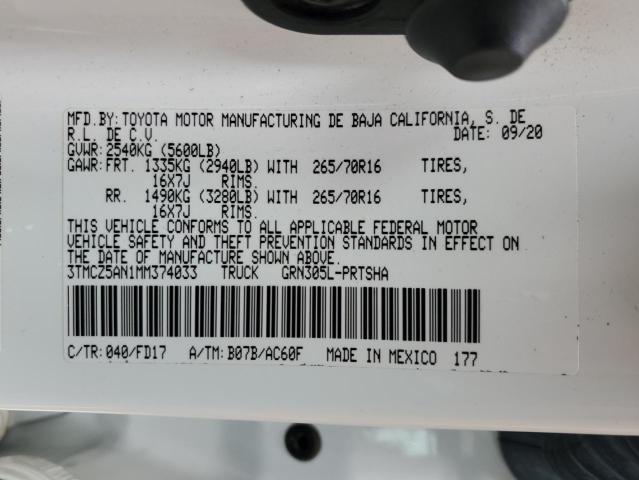 MFD.BY:TOYOTA MOTOR MANUFACTURING DE BAJA CALIFORNIA, S. DE
R.L. DE C.V. DATE: 09/20
GVWR:2540KG (5600LB)
GAWR:FRT. 1335KG (2940LB) WITH 265/70R16 TIRES,
16X7J RIMS.
RR. 1490KG (3280LB) WITH 265/70R16 TIRES,
16X7J RIMS.
THIS VEHICLE CONFORMS TO ALL APPLICABLE FEDERAL MOTOR
VEHICLE SAFETY AND THEFT PREVENTION STANDARDS IN EFFECT ON
THE DATE OF MANUFACTURE SHOWN ABOVE.
3TMCZ5AN1MM374033 TRUCK GRN305L-PRTSHA
C/TR:040/FD17 A/TM:B07B/AC60F MADE IN MEXICO 177